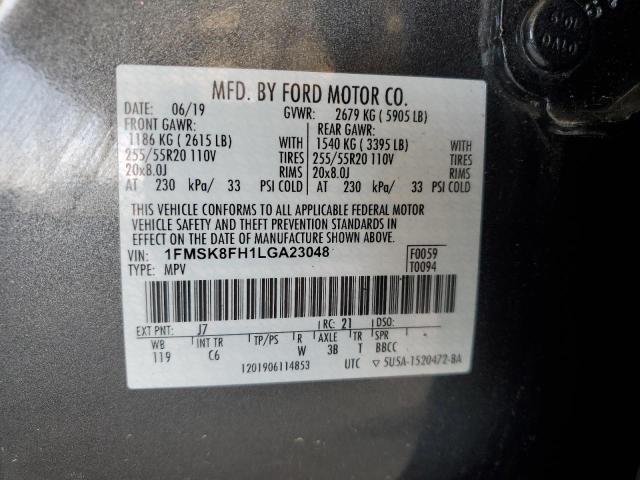 MFD. BY FORD MOTOR CO.
DATE: 06/19 GVWR: 2679 KG ( 5905 LB)
FRONT GAWR: REAR GAWR:
1186 KG ( 2615 LB) WITH 1540 KG ( 3395 LB) WITH
255/55R20 110V TIRES 255/55R20 110V TIRES
20x8.0J RIMS 20x8.0J RIMS
AT 230 kPa/ 33 PSI COLD AT 230 kPa/ 33 PSI COLD
THIS VEHICLE CONFORMS TO ALL APPLICABLE FEDERAL MOTOR
VEHICLE SAFETY AND THEFT PREVENTION STANDARDS IN
EFFECT ON THE DATE OF MANUFACTURE SHOWN ABOVE.
VIN: 1FMSK8FH1LGA23048 F0059
TYPE: MPV T0094
EXT PNT: J7 RC: 21 DSO:
WB INT TR TP/PS R AXLE TR SPR
119 C6 W 3B T BBCC
1201906114853 UTC ▽ 5U5A-1520472-BA